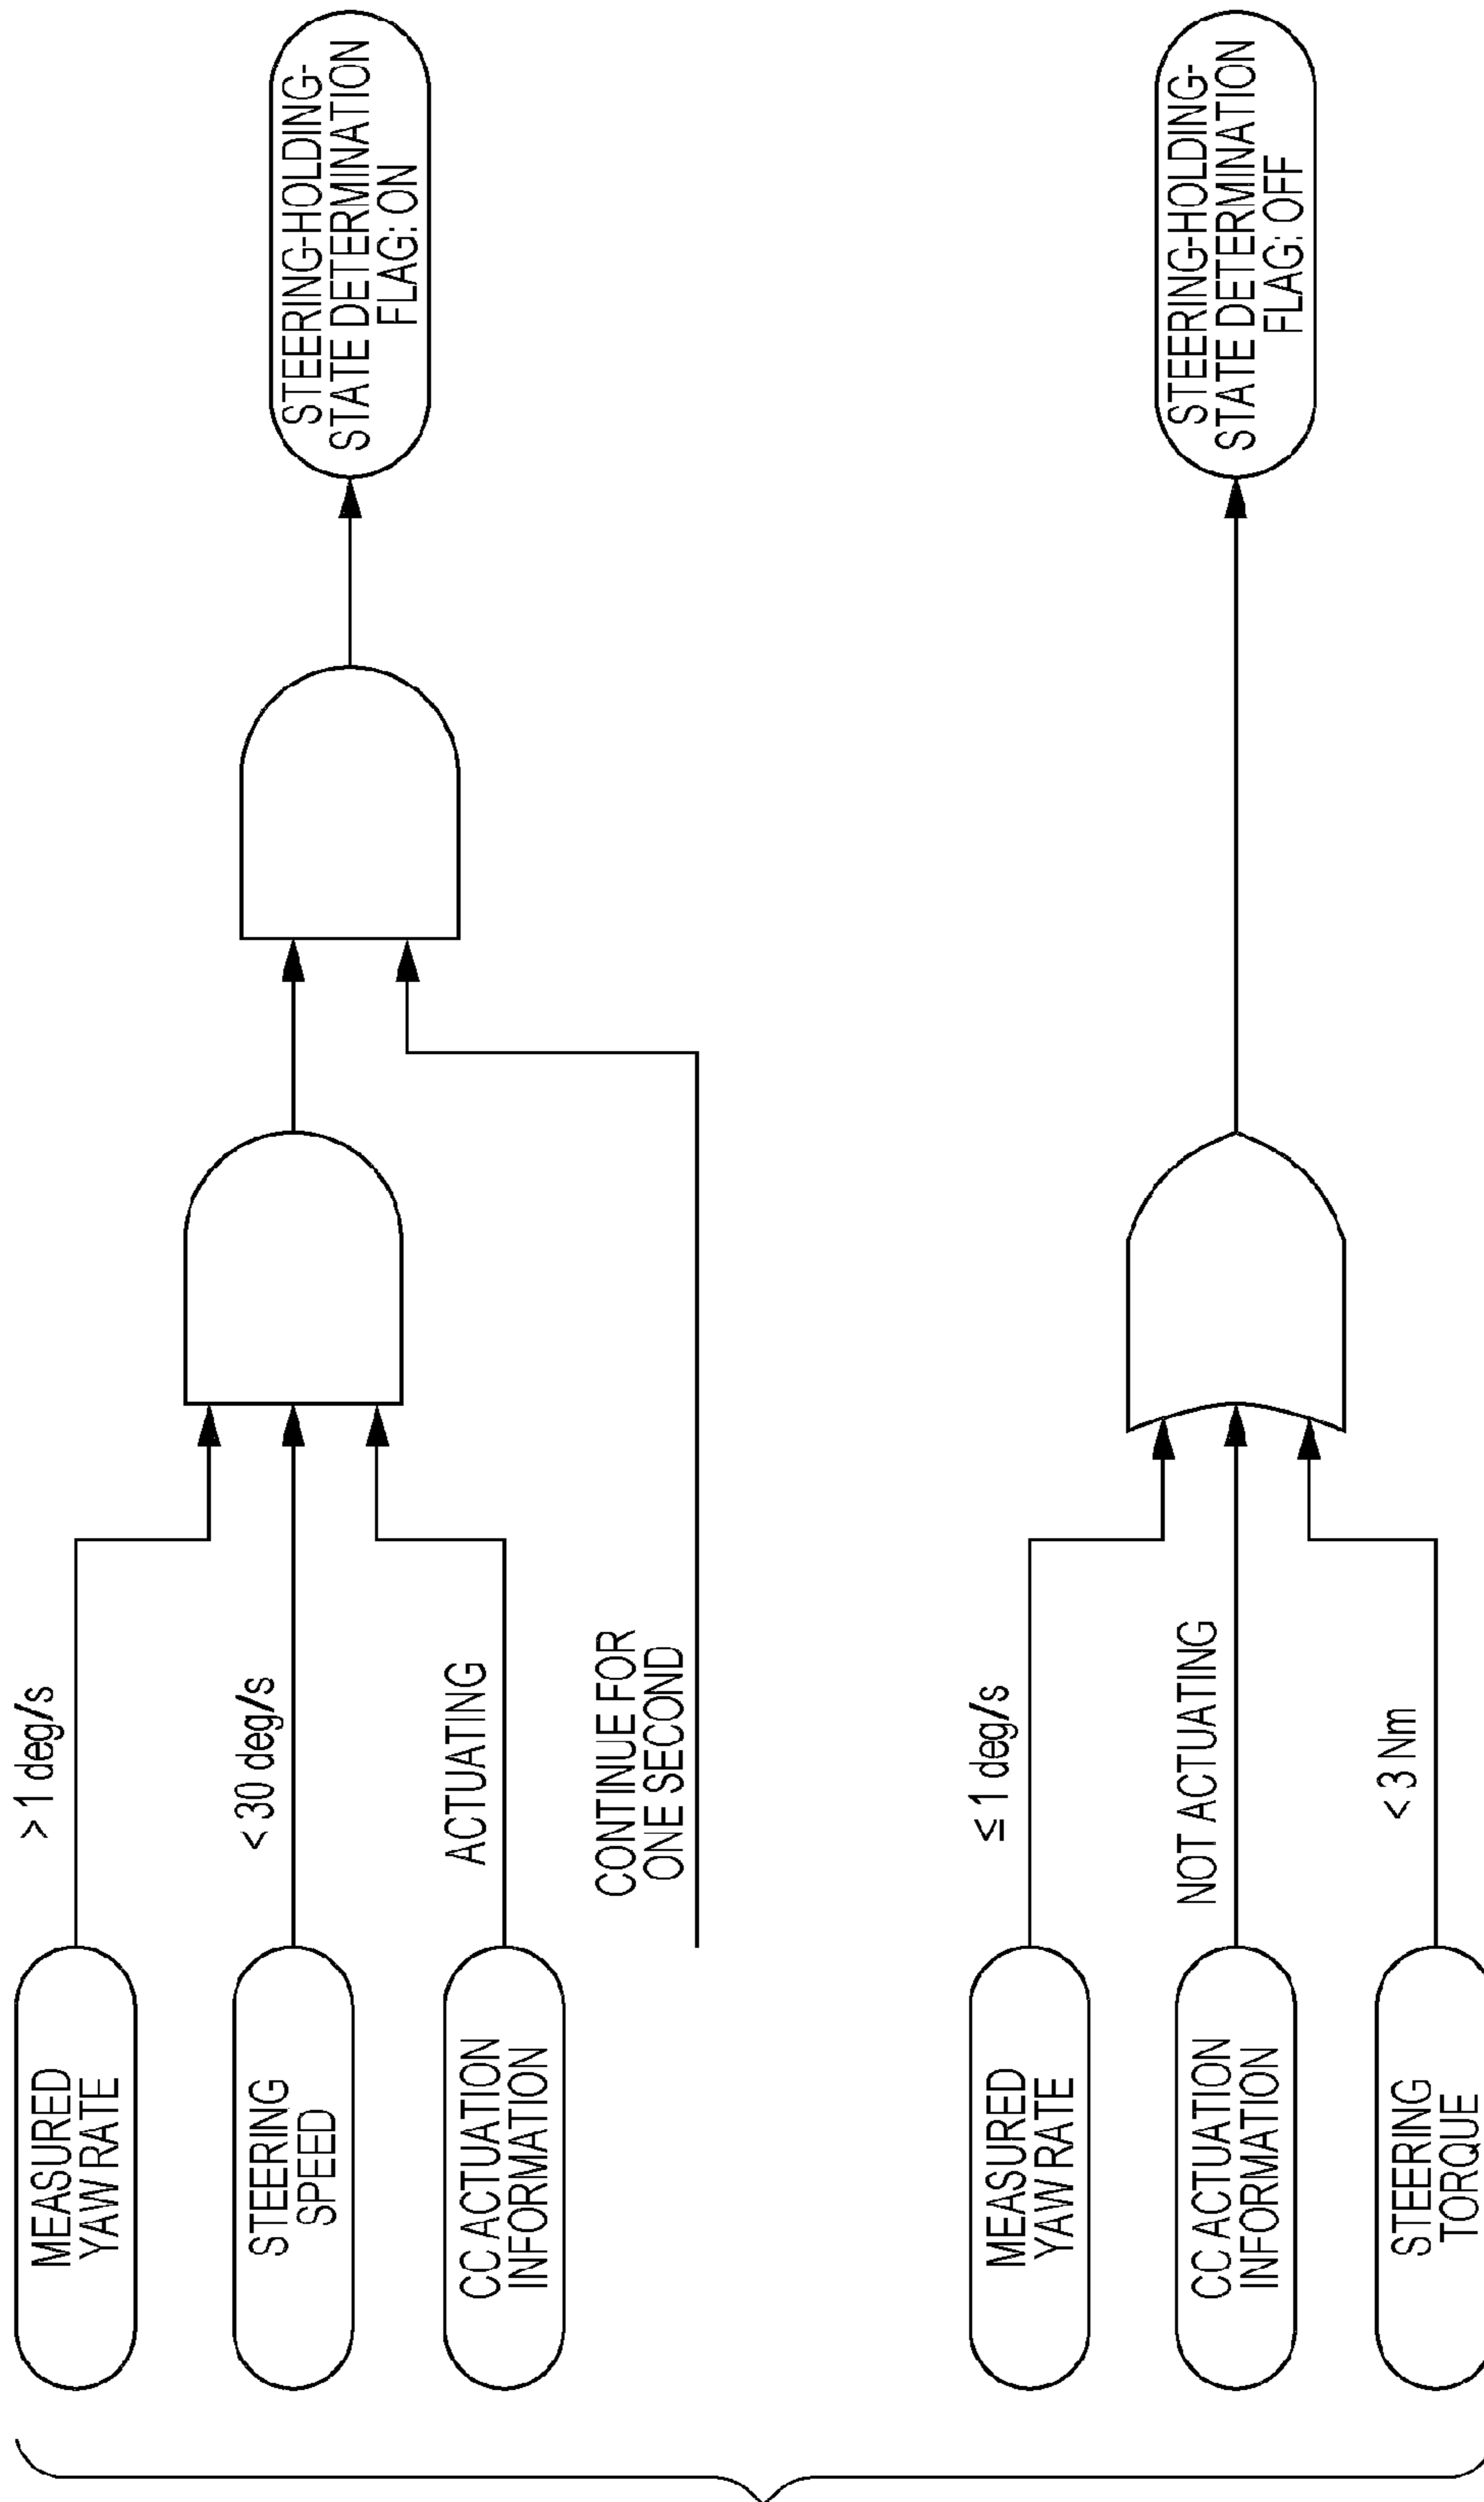 MEASURED
YAW RATE
>1 deg/s
STEERING
SPEED
<30 deg/s
CC ACTUATION
INFORMATION
ACTUATING
CONTINUE FOR
ONE SECOND
STEERING-HOLDING-
STATE DETERMINATION
FLAG: ON
MEASURED
YAW RATE
≤1 deg/s
CC ACTUATION
INFORMATION
NOT ACTUATING
STEERING
TORQUE
<3 Nm
STEERING-HOLDING-
STATE DETERMINATION
FLAG: OFF